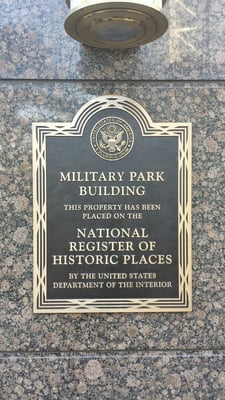 MILITARY PARK
BUILDING
THIS PROPERTY HAS BEEN
PLACED ON THE
NATIONAL
REGISTER OF
HISTORIC PLACES
BY THE UNITED STATES
DEPARTMENT OF THE INTERIOR